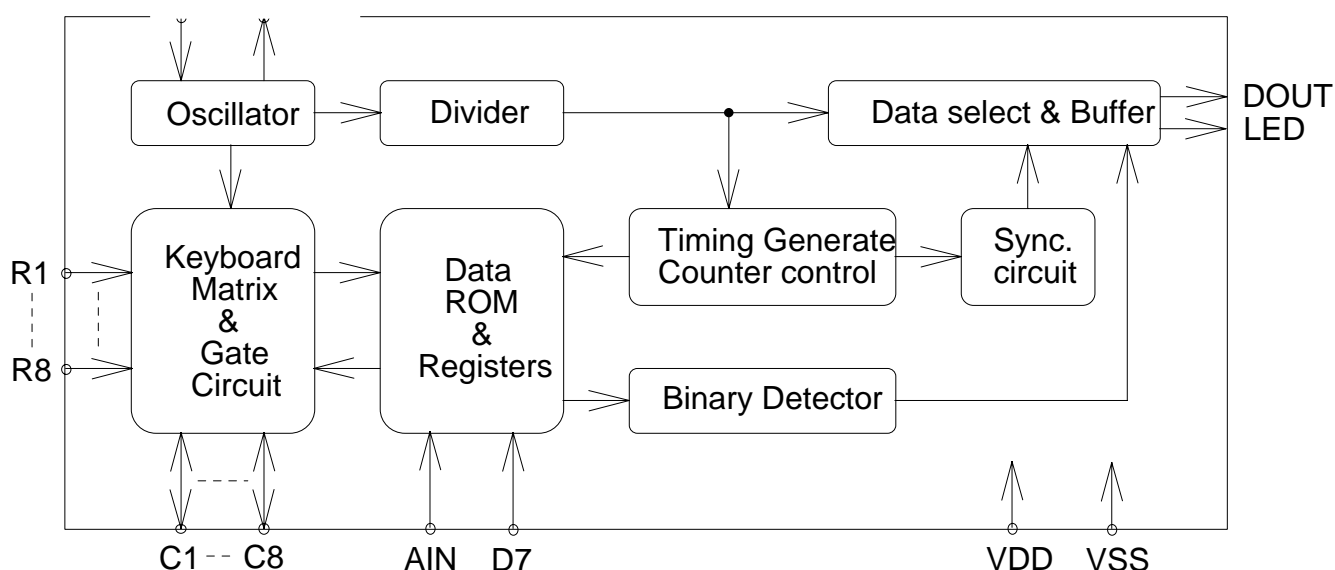 Oscillator
Divider
Data select & Buffer
DOUT
LED
Keyboard
Matrix
&
Gate
Circuit
Data
ROM
&
Registers
Timing Generate
Counter control
Sync.
circuit
R1
R8
Binary Detector
C1
C8
AIN
D7
VDD
VSS